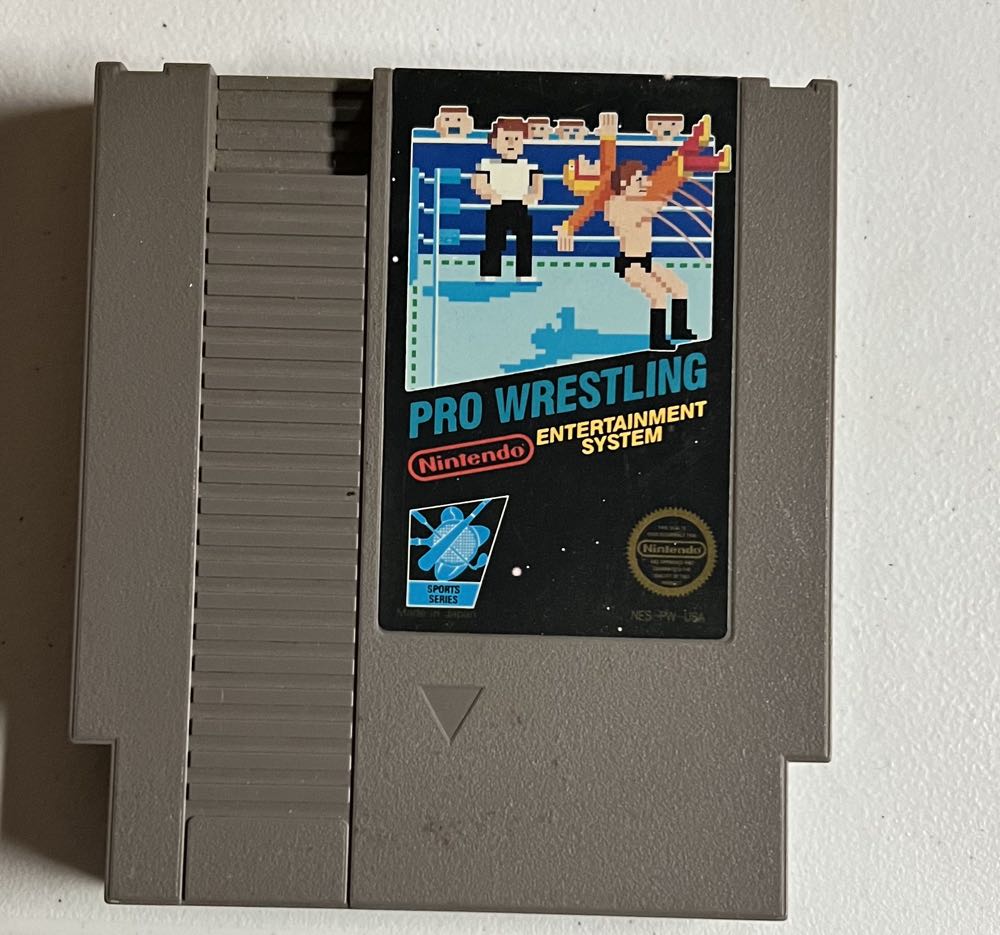 PRO WRESTLING
Nintendo
ENTERTAINMENT
SYSTEM
SPORTS
SERIES
Nintendo
NES-PW-USA